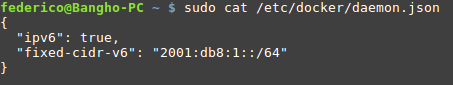 federico@Bangho-PC ~ $ sudo cat /etc/docker/daemon.json
{
  "ipv6": true,
  "fixed-cidr-v6": "2001:db8:1::/64"
}